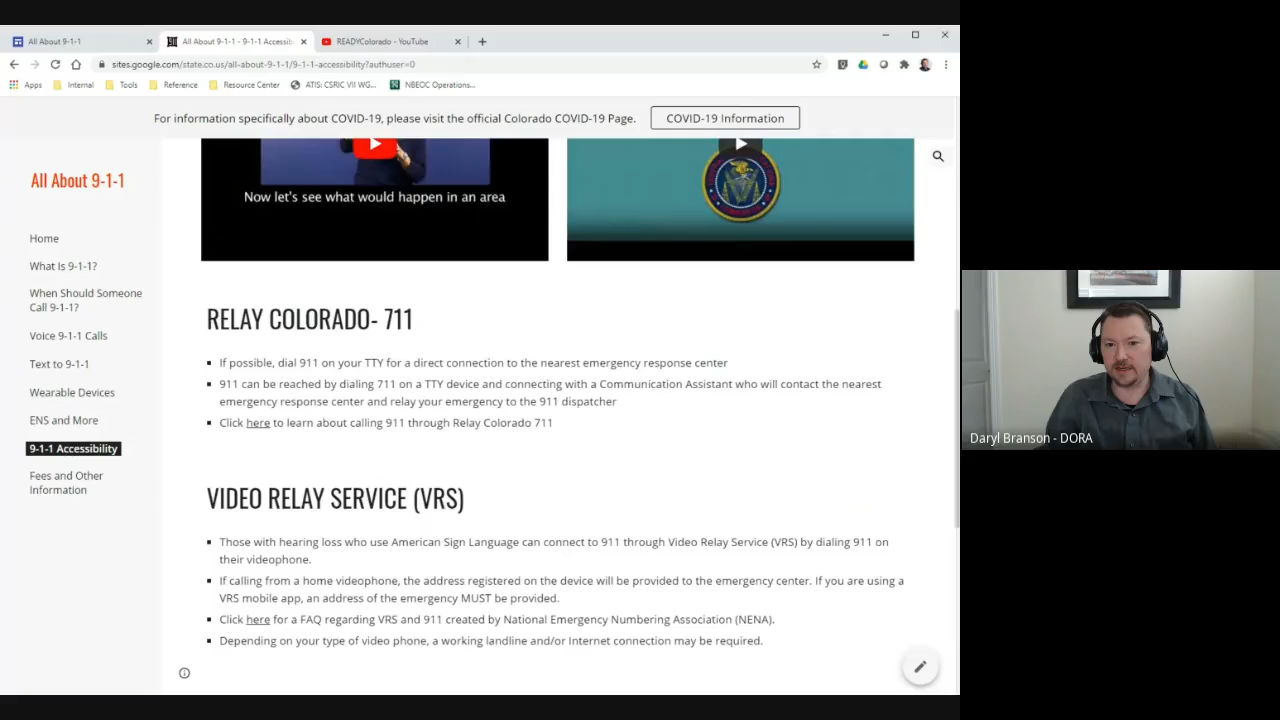 All About 9-1-1
All About 9-1-1 - 9-1-1 Accessib
READYColorado - YouTube
sites.google.com/state.co.us/all-about-9-1-1/9-1-1-accessibility?authuser=0
Apps Internal Tools Reference Resource Center ATIS: CSRIC VII WG... NBEOC Operations...
For information specifically about COVID-19, please visit the official Colorado COVID-19 Page. COVID-19 Information
All About 9-1-1
Home
What Is 9-1-1?
When Should Someone
Call 9-1-1?
Voice 9-1-1 Calls
Text to 9-1-1
Wearable Devices
ENS and More
9-1-1 Accessibility
Fees and Other
Information
Now let's see what would happen in an area
RELAY COLORADO- 711
If possible, dial 911 on your TTY for a direct connection to the nearest emergency response center
911 can be reached by dialing 711 on a TTY device and connecting with a Communication Assistant who will contact the nearest
emergency response center and relay your emergency to the 911 dispatcher
Click here to learn about calling 911 through Relay Colorado 711
VIDEO RELAY SERVICE (VRS)
Those with hearing loss who use American Sign Language can connect to 911 through Video Relay Service (VRS) by dialing 911 on
their videophone.
If calling from a home videophone, the address registered on the device will be provided to the emergency center. If you are using a
VRS mobile app, an address of the emergency MUST be provided.
Click here for a FAQ regarding VRS and 911 created by National Emergency Numbering Association (NENA).
Depending on your type of video phone, a working landline and/or Internet connection may be required.
Daryl Branson - DORA